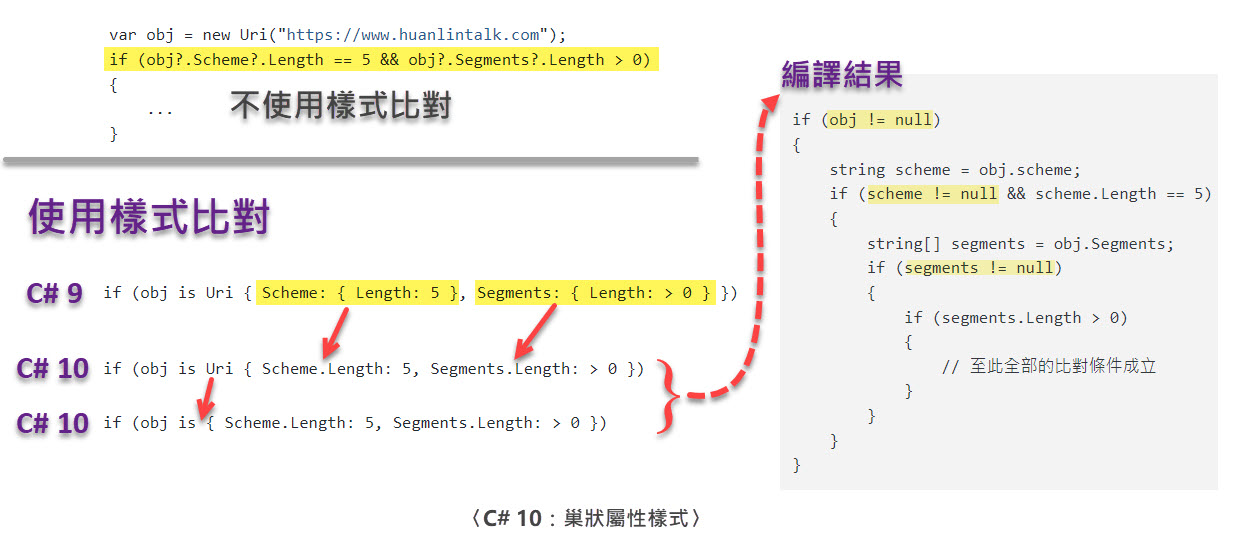 var obj = new Uri("https://www.huanlintalk.com");
if (obj?.Scheme?.Length == 5 && obj?.Segments?.Length > 0)
{
...
}
不使用樣式比對
使用樣式比對
C# 9 if (obj is Uri { Scheme: { Length: 5 }, Segments: { Length: > 0 } })
C# 10 if (obj is Uri { Scheme.Length: 5, Segments.Length: > 0 })
C# 10 if (obj is { Scheme.Length: 5, Segments.Length: > 0 })
}
編譯結果
if (obj != null)
{
string scheme = obj.scheme;
if (scheme != null && scheme.Length == 5)
{
string[] segments = obj.Segments;
if (segments != null)
{
if (segments.Length > 0)
{
// 至此全部的比對條件成立
}
}
}
}
〈C# 10：巢狀屬性樣式〉